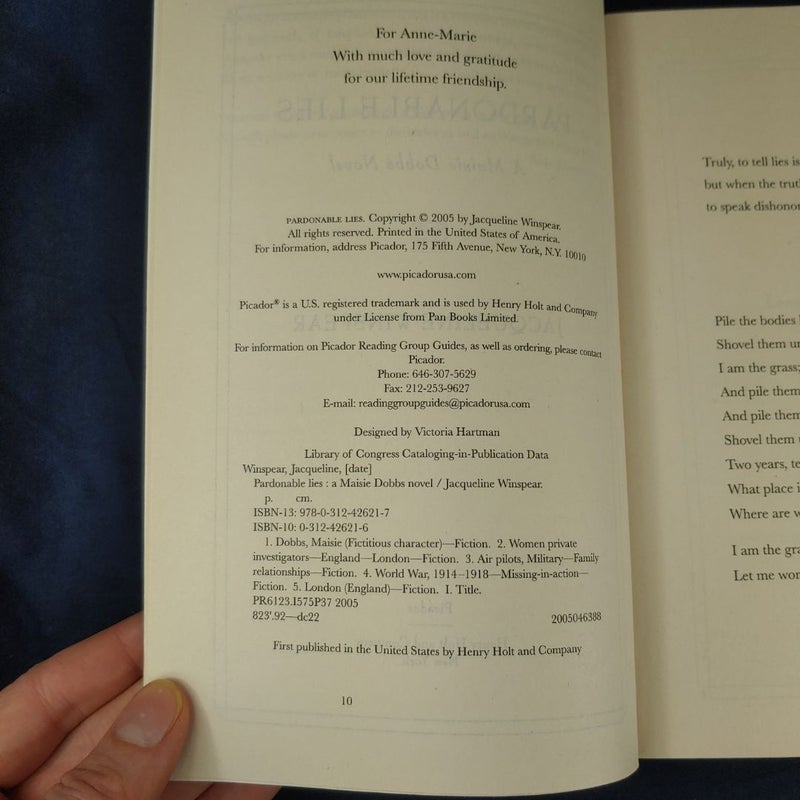 For Anne-Marie
With much love and gratitude
for our lifetime friendship.
PARDONABLE LIES. Copyright © 2005 by Jacqueline Winspear.
All rights reserved. Printed in the United States of America.
For information, address Picador, 175 Fifth Avenue, New York, N.Y. 10010
www.picadorusa.com
Picador® is a U.S. registered trademark and is used by Henry Holt and Company
under License from Pan Books Limited.
For information on Picador Reading Group Guides, as well as ordering, please contact
Picador.
Phone: 646-307-5629
Fax: 212-253-9627
E-mail: readinggroupguides@picadorusa.com
Designed by Victoria Hartman
Library of Congress Cataloging-in-Publication Data
Winspear, Jacqueline, [date]
Pardonable lies : a Maisie Dobbs novel / Jacqueline Winspear.
p. cm.
ISBN-13: 978-0-312-42621-7
ISBN-10: 0-312-42621-6
1. Dobbs, Maisie (Fictitious character)—Fiction. 2. Women private
investigators—England—London—Fiction. 3. Air pilots, Military—Family
relationships—Fiction. 4. World War, 1914–1918—Missing-in-action—
Fiction. 5. London (England)—Fiction. I. Title.
PR6123.I575P37 2005
823'.92—dc22 2005046388
First published in the United States by Henry Holt and Company
10
Truly, to tell lies is
but when the
to speak
Pile the bodies
Shovel them
I am the grass;
And pile them
And pile them
Shovel them
Two years,
What place
Where are
I am the
Let me